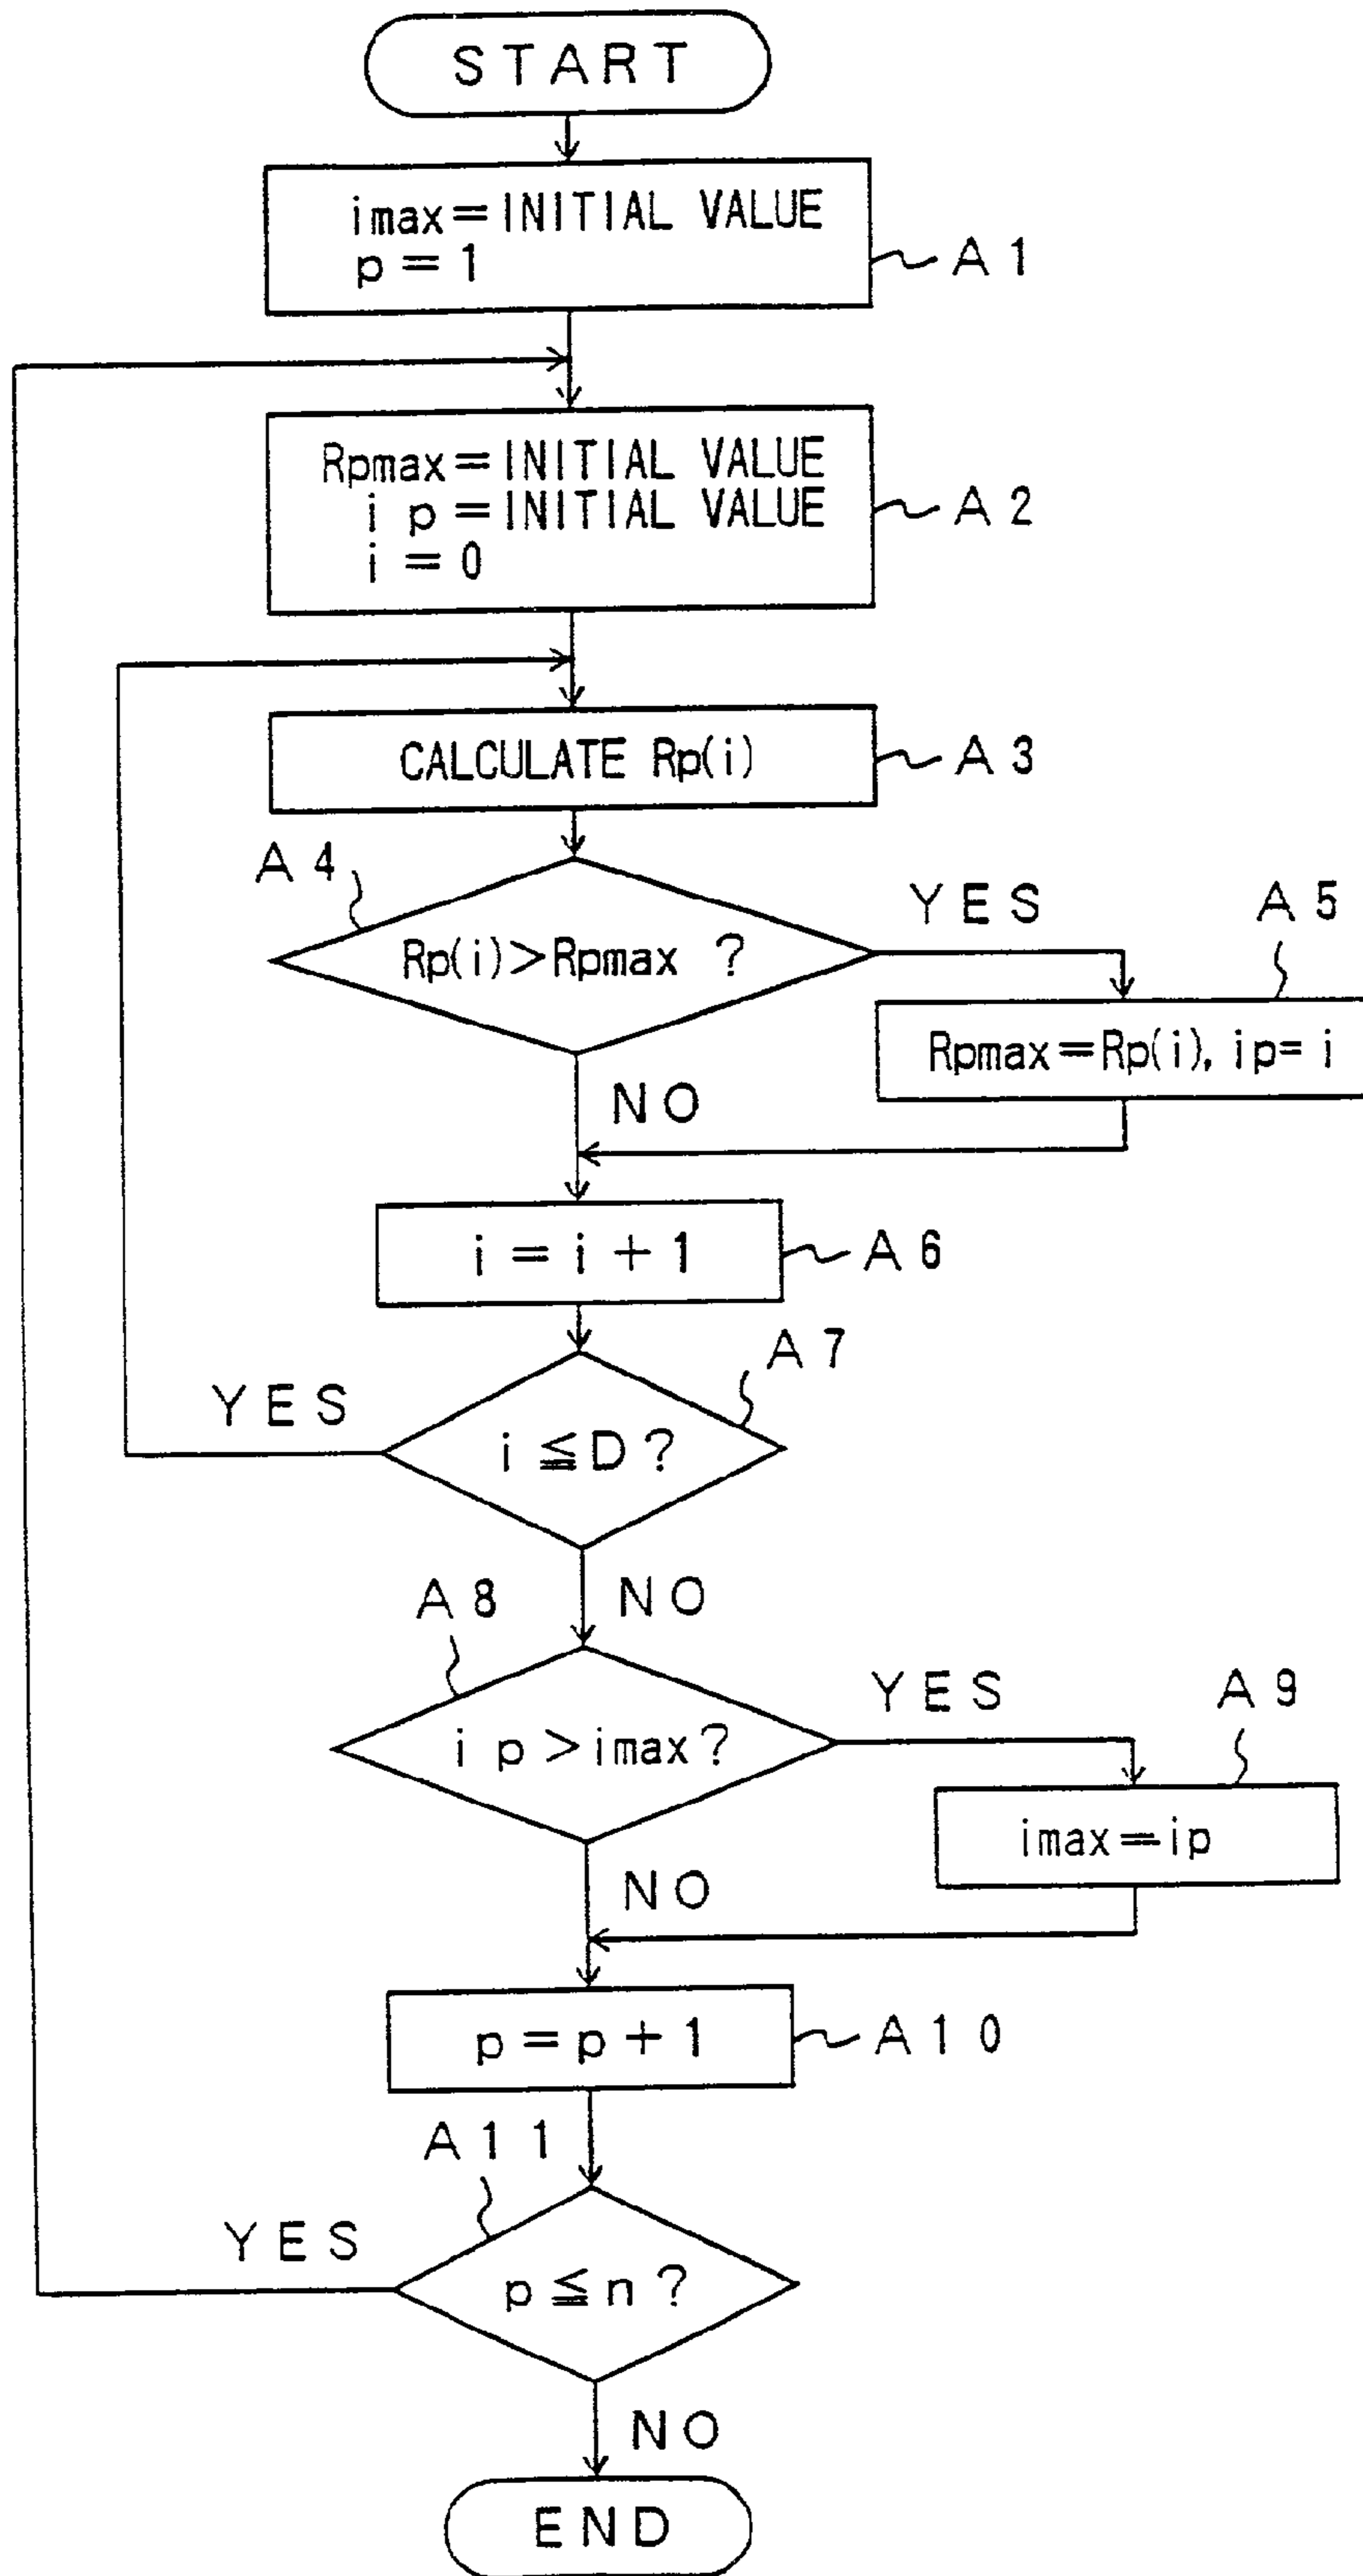 START
imax=INITIAL VALUE
p=1
A1
Rpmax=INITIAL VALUE
ip=INITIAL VALUE
i=0
A2
CALCULATE Rp(i)
A3
A4
Rp(i)>Rpmax ?
YES
A5
Rpmax=Rp(i), ip=i
NO
i=i+1
A6
A7
YES
i≦D?
NO
A8
ip>imax?
YES
A9
imax=ip
NO
p=p+1
A10
A11
YES
p≦n?
NO
END